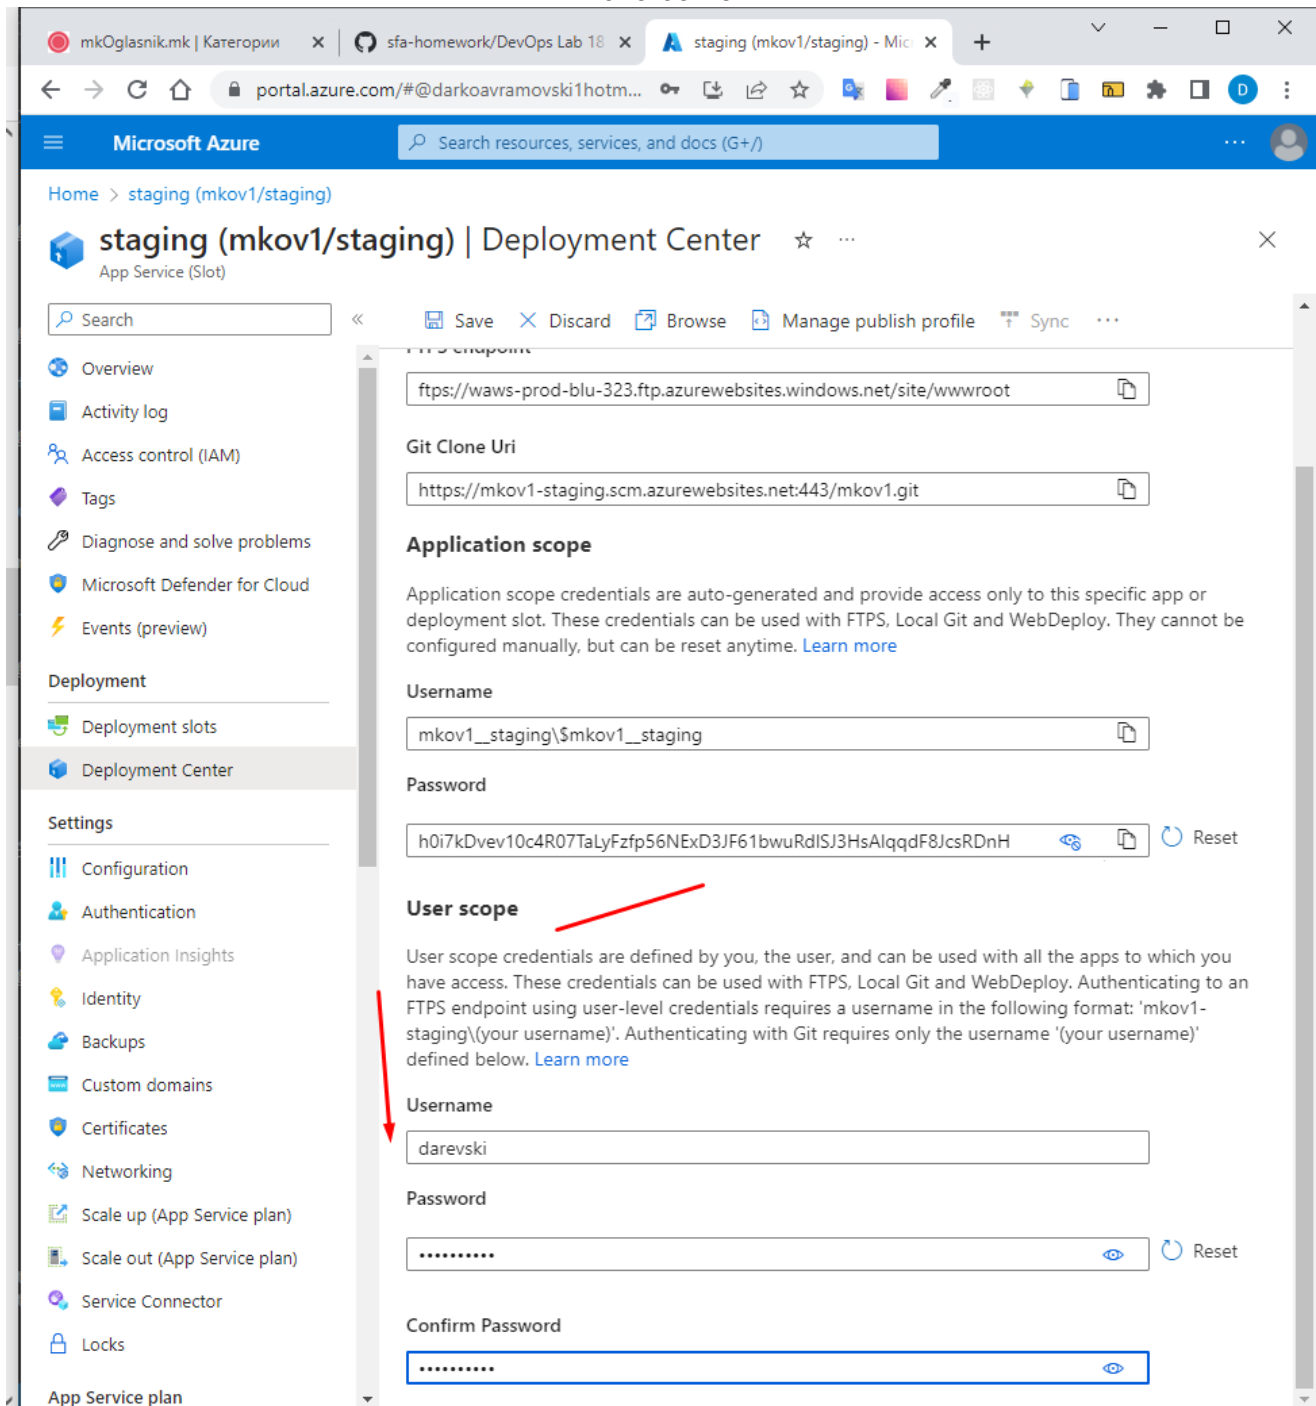 mkOglasnik.mk | Категории
sfa-homework/DevOps Lab 18
staging (mkov1/staging) - Mic
portal.azure.com/#@darkoavramovski1hotm...
D
Microsoft Azure
Search resources, services, and docs (G+/)
Home > staging (mkov1/staging)
staging (mkov1/staging) | Deployment Center
App Service (Slot)
Search
Save
Discard
Browse
Manage publish profile
Sync
Overview
Activity log
Access control (IAM)
Tags
Diagnose and solve problems
Microsoft Defender for Cloud
Events (preview)
Deployment
Deployment slots
Deployment Center
Settings
Configuration
Authentication
Application Insights
Identity
Backups
Custom domains
Certificates
Networking
Scale up (App Service plan)
Scale out (App Service plan)
Service Connector
Locks
App Service plan
FTPS endpoint
ftps://waws-prod-blu-323.ftp.azurewebsites.windows.net/site/wwwroot
Git Clone Uri
https://mkov1-staging.scm.azurewebsites.net:443/mkov1.git
Application scope
Application scope credentials are auto-generated and provide access only to this specific app or
deployment slot. These credentials can be used with FTPS, Local Git and WebDeploy. They cannot be
configured manually, but can be reset anytime. Learn more
Username
mkov1__staging\$mkov1__staging
Password
Reset
User scope
User scope credentials are defined by you, the user, and can be used with all the apps to which you
have access. These credentials can be used with FTPS, Local Git and WebDeploy. Authenticating to an
FTPS endpoint using user-level credentials requires a username in the following format: 'mkov1-
staging\(your username)'. Authenticating with Git requires only the username '(your username)'
defined below. Learn more
Username
darevski
Password
••••••••••
Reset
Confirm Password
••••••••••